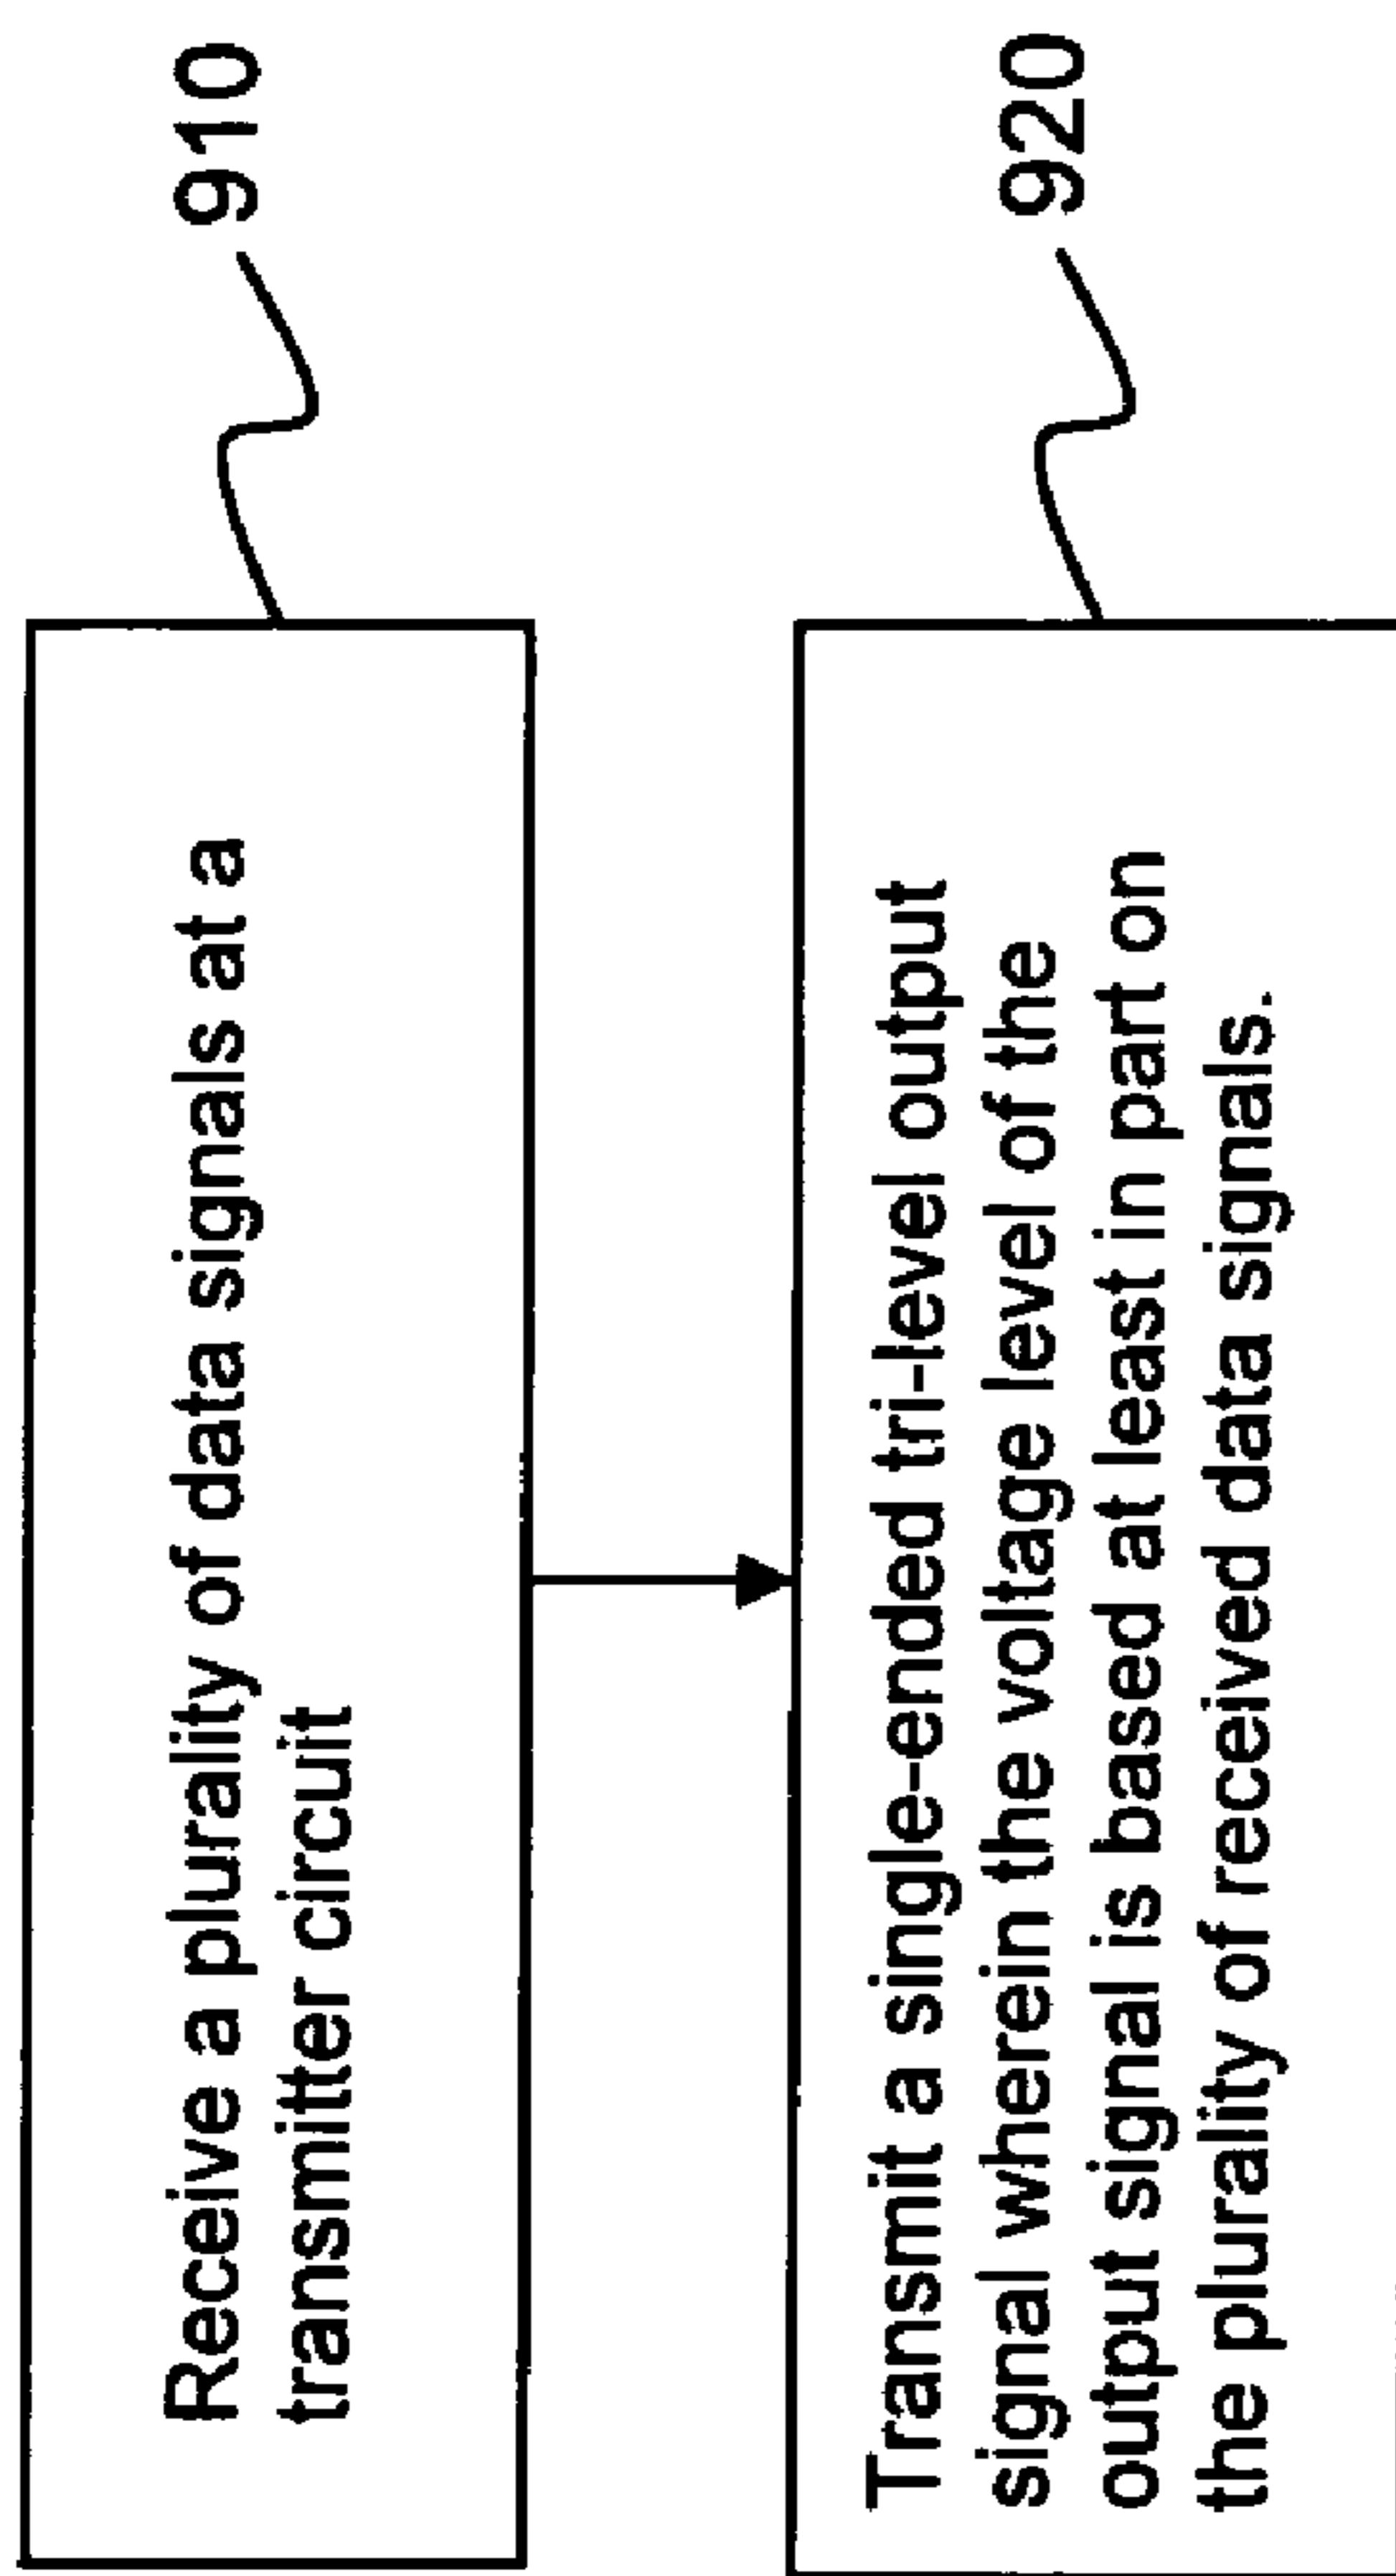 Receive a plurality of data signals at a
transmitter circuit
910
Transmit a single-ended tri-level output
signal wherein the voltage level of the
output signal is based at least in part on
the plurality of received data signals.
920